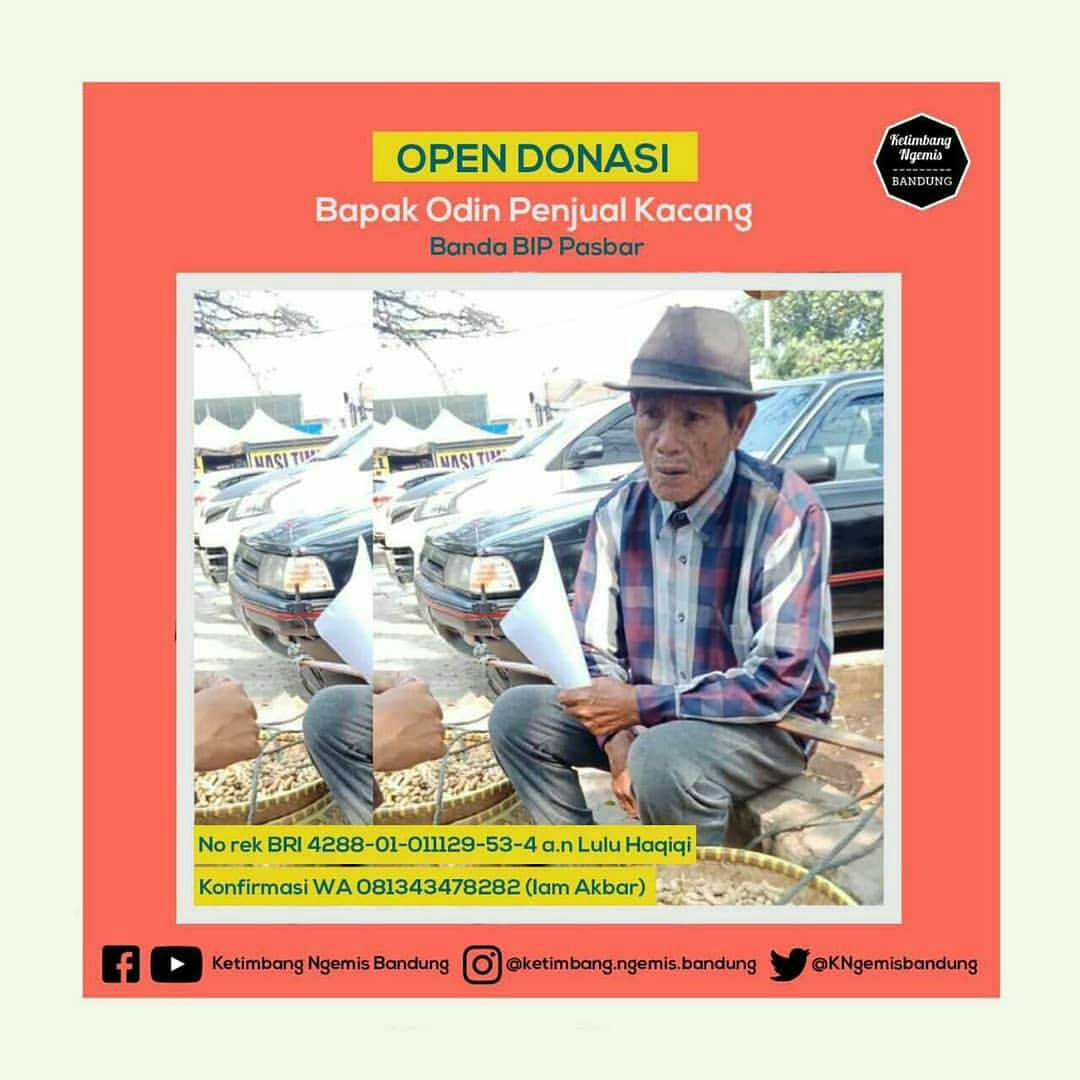 Ketimbang
Ngemis
BANDUNG
OPEN DONASI
Bapak Odin Penjual Kacang
Banda BIP Pasbar
NASI TIM
NASI TIM
No rek BRI 4288-01-011129-53-4 a.n Lulu Haqiqi
Konfirmasi WA 081343478282 (Iam Akbar)
Ketimbang Ngemis Bandung @ketimbang.ngemis.bandung @KNgemisbandung